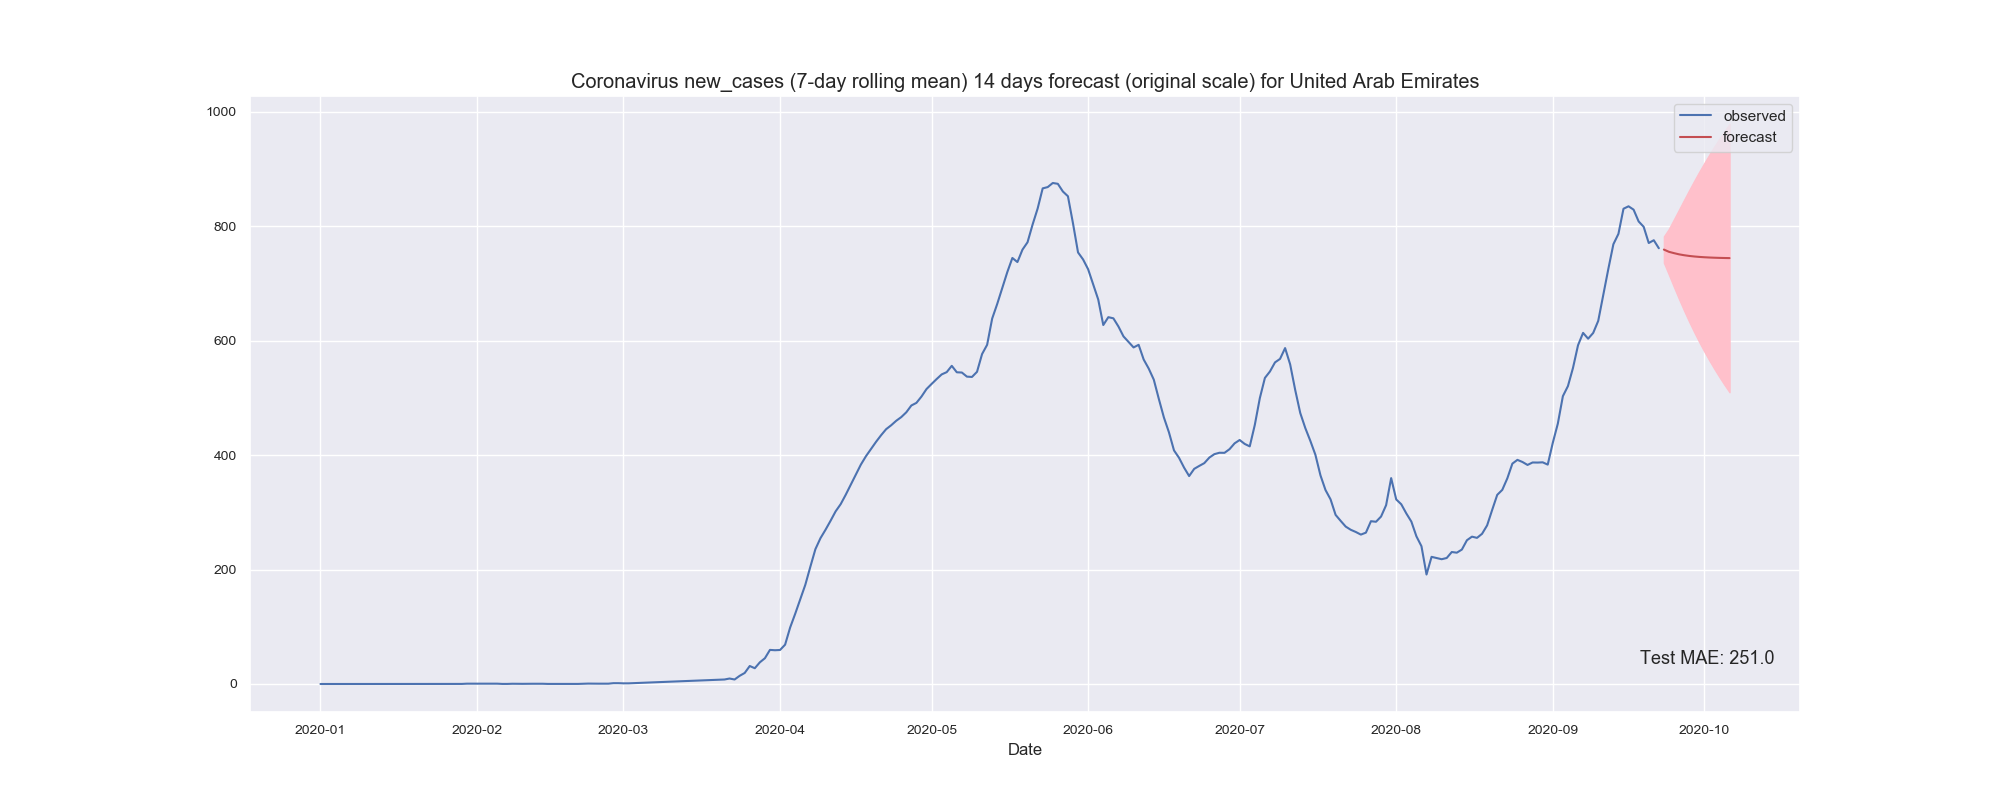 Coronavirus new_cases (7-day rolling mean) 14 days forecast (original scale) for United Arab Emirates
1000
800
600
400
200
0
observed
forecast
Test MAE: 251.0
2020-01 2020-02 2020-03 2020-04 2020-05 2020-06 2020-07 2020-08 2020-09 2020-10
Date